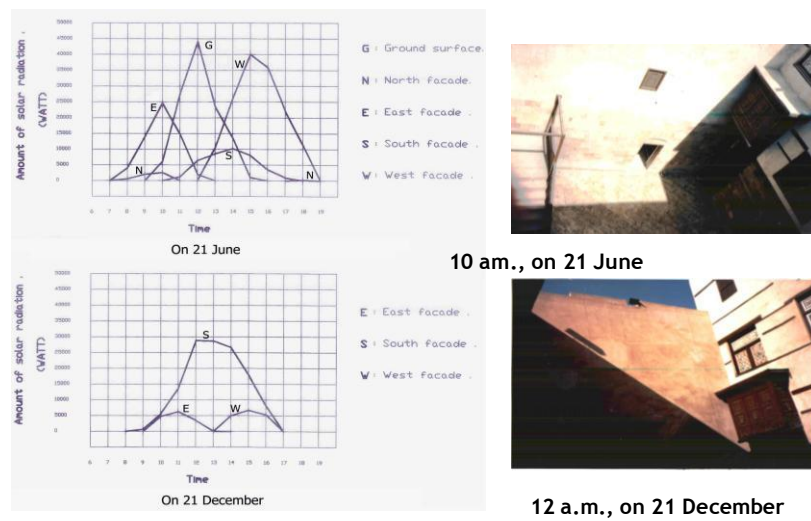 Amount of solar radiation .
(WATT)
50000
45000
40000
35000
30000
25000
20000
15000
10000
5000
0
G
W
E
S
N
N
6 7 8 9 10 11 12 13 14 15 16 17 18 19
Time
On 21 June
G : Ground surface.
N : North facade .
E : East facade .
S : South facade .
W : West facade .
10 am., on 21 June
Amount of solar radiation .
(WATT)
50000
45000
40000
35000
30000
25000
20000
15000
10000
5000
0
S
E
W
6 7 8 9 10 11 12 13 14 15 16 17 18 19
Time
On 21 December
E : East facade .
S : South facade .
W : West facade .
12 a.m., on 21 December